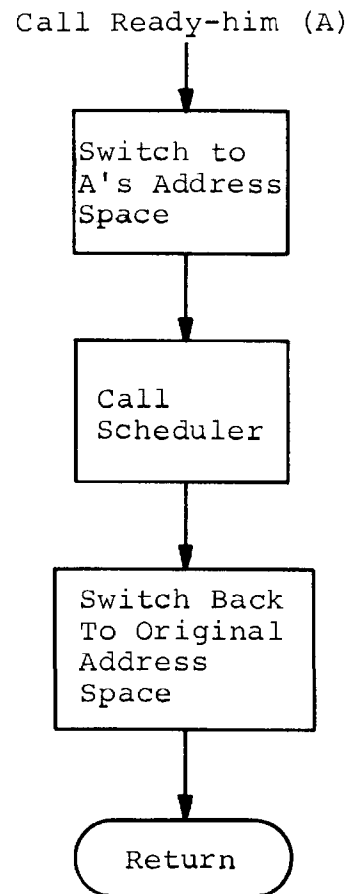 Call Ready-him (A)
Switch to
A's Address
Space
Call
Scheduler
Switch Back
To Original
Address
Space
Return